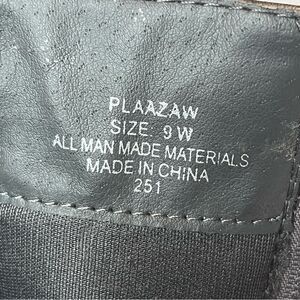 PLAAZAW
SIZE: 9 W
ALL MAN MADE MATERIALS
MADE IN CHINA
251